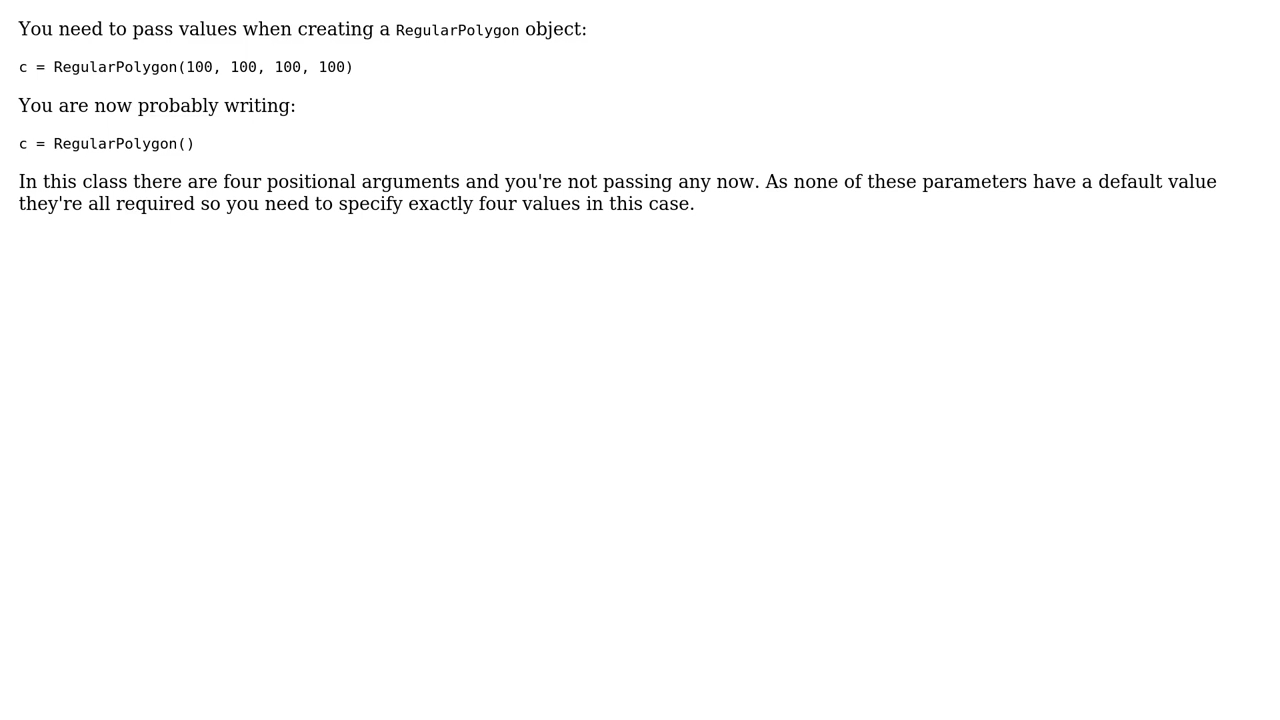 You need to pass values when creating a RegularPolygon object:
c = RegularPolygon(100, 100, 100, 100)
You are now probably writing:
c = RegularPolygon()
In this class there are four positional arguments and you're not passing any now. As none of these parameters have a default value
they're all required so you need to specify exactly four values in this case.